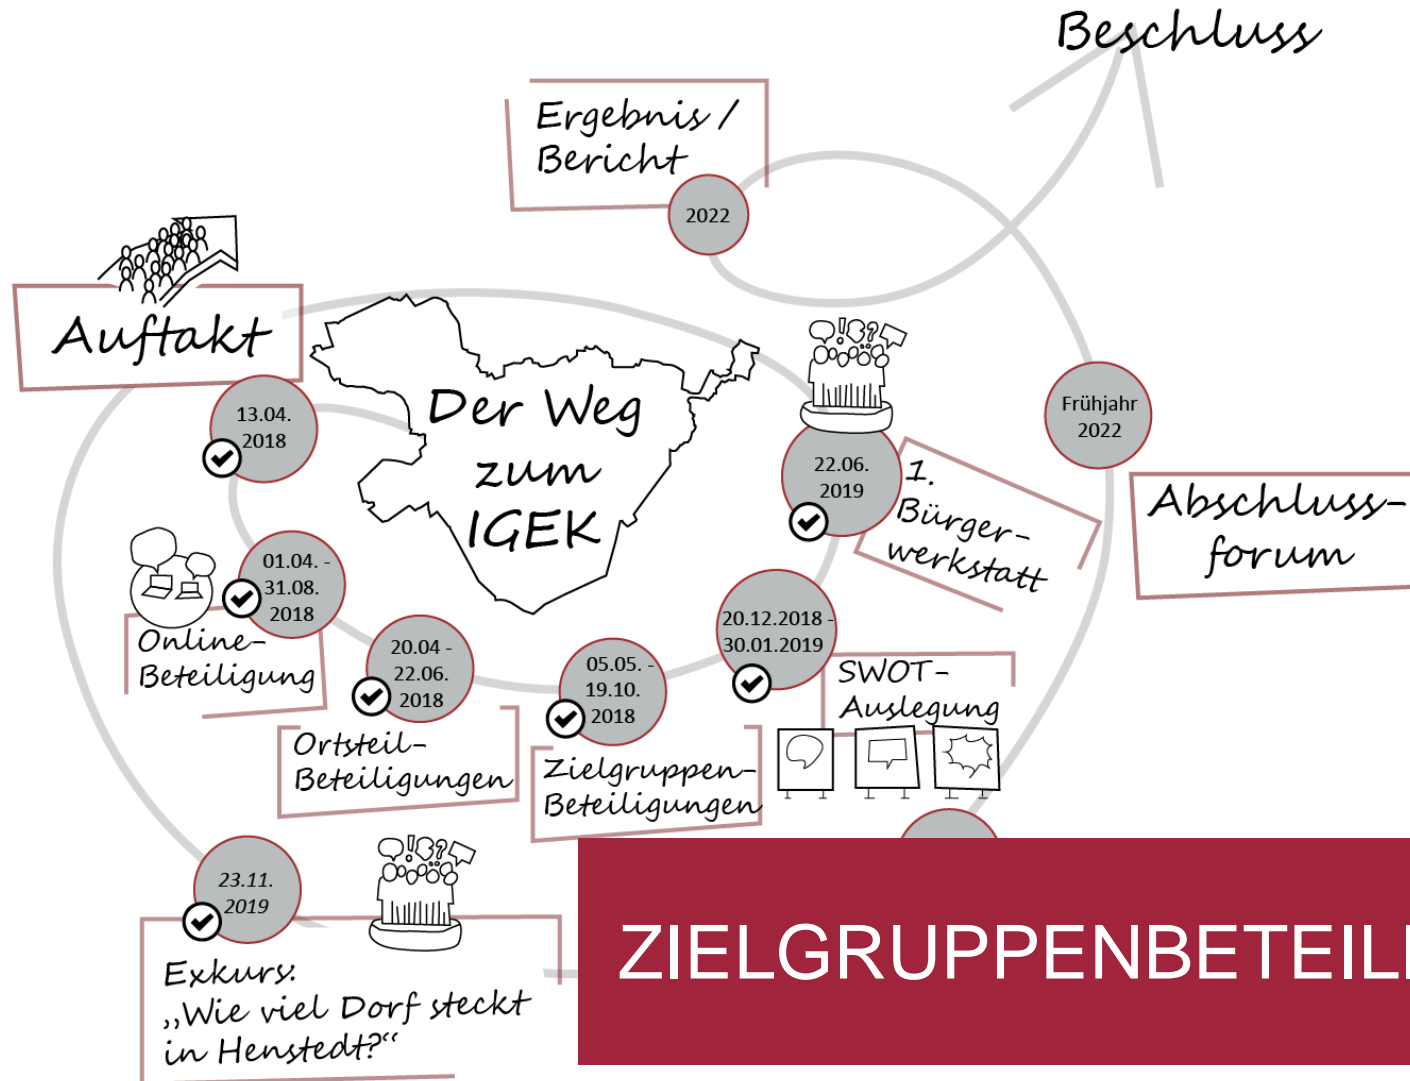 Beschluss
Ergebnis /
Bericht
2022
Auftakt
13.04.
2018
Der Weg
zum
IGEK
22.06.
2019
1.
Bürger-
werkstatt
Frühjahr
2022
Abschluss-
forum
01.04. -
31.08.
2018
Online-
Beteiligung
20.04 -
22.06.
2018
Ortsteil-
Beteiligungen
05.05. -
19.10.
2018
Zielgruppen-
Beteiligungen
20.12.2018 -
30.01.2019
SWOT-
Auslegung
23.11.
2019
Exkurs:
„Wie viel Dorf steckt
in Henstedt?“
ZIELGRUPPENBETEILI